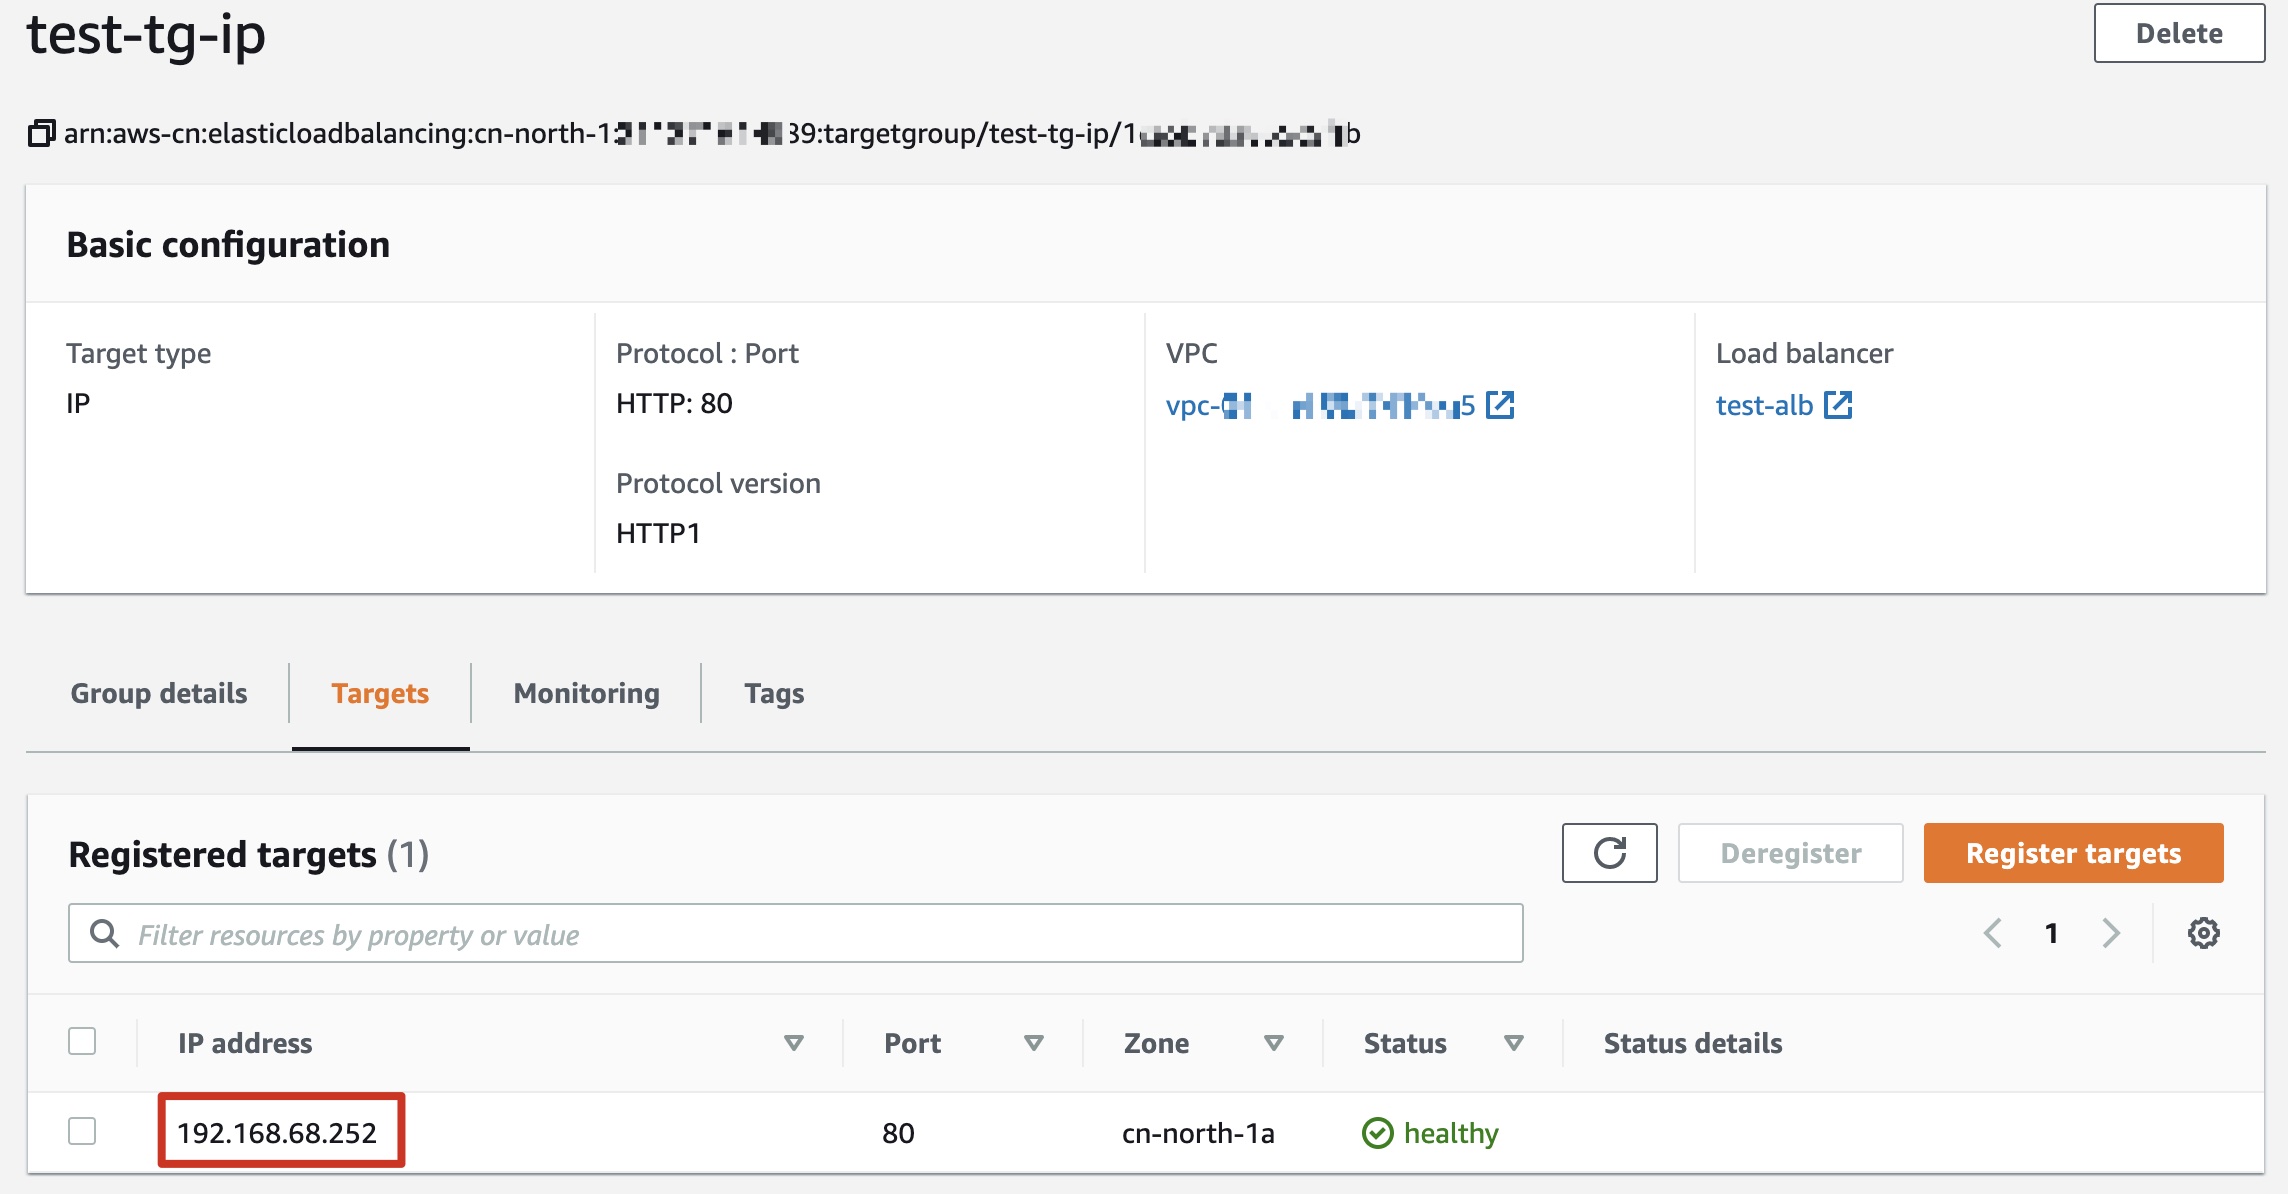 test-tg-ip
Delete
arn:aws-cn:elasticloadbalancing:cn-north-1: 39:targetgroup/test-tg-ip/1 b
Basic configuration
Target type
Protocol : Port
VPC
Load balancer
IP
HTTP: 80
vpc- 5
test-alb
Protocol version
HTTP1
Group details
Targets
Monitoring
Tags
Registered targets (1)
Deregister
Register targets
Filter resources by property or value
1
IP address
Port
Zone
Status
Status details
192.168.68.252
80
cn-north-1a
healthy